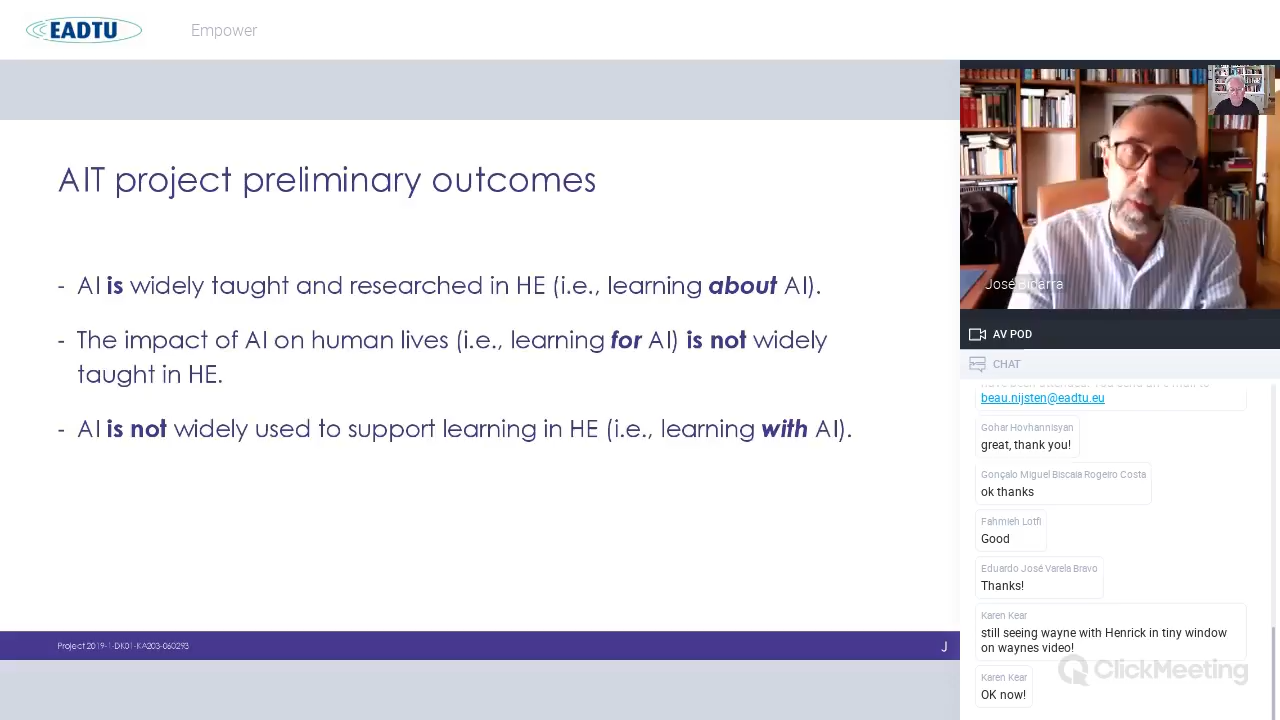 EADTU
Empower
AIT project preliminary outcomes
- AI is widely taught and researched in HE (i.e., learning about AI).
- The impact of AI on human lives (i.e., learning for AI) is not widely
taught in HE.
- AI is not widely used to support learning in HE (i.e., learning with AI).
Project 2019-1-DK01-KA203-060293
J
José Bidarra
AV POD
CHAT
beau.nijsten@eadtu.eu
Gohar Hovhannisyan
great, thank you!
Gonçalo Miguel Biscaia Rogeiro Costa
ok thanks
Fahmieh Lotfi
Good
Eduardo José Varela Bravo
Thanks!
Karen Kear
still seeing wayne with Henrick in tiny window
on waynes video!
ClickMeeting
Karen Kear
OK now!